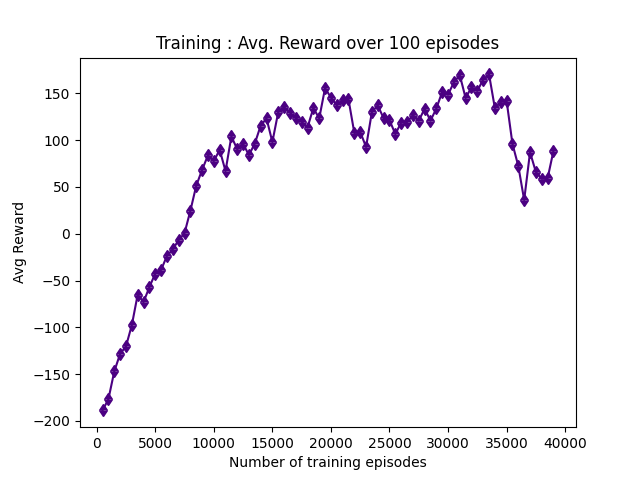 Training : Avg. Reward over 100 episodes
150
100
50
0
−50
−100
−150
−200
Avg Reward
0 5000 10000 15000 20000 25000 30000 35000 40000
Number of training episodes